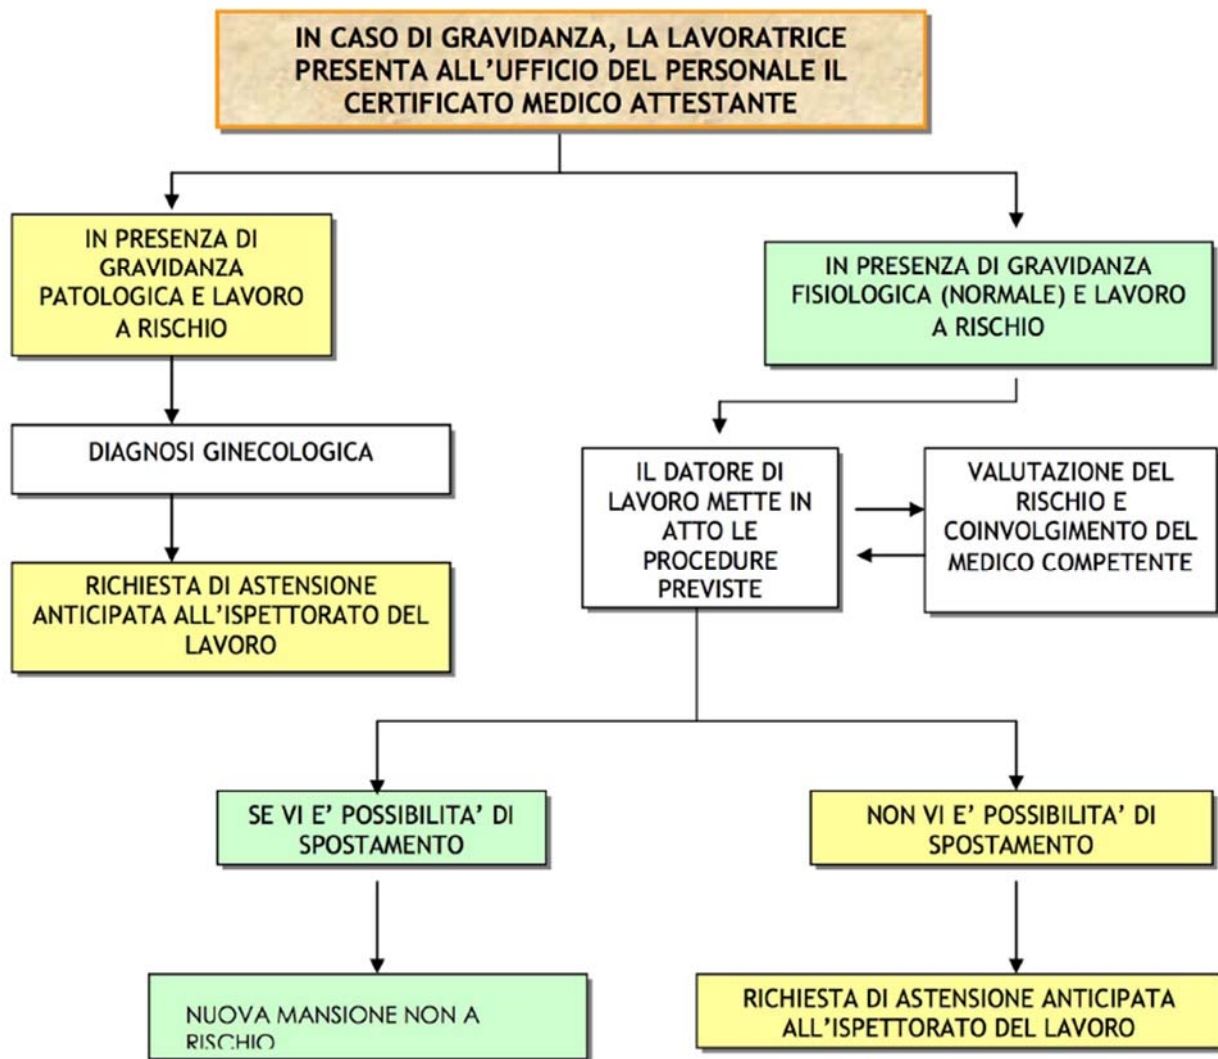 IN CASO DI GRAVIDANZA, LA LAVORATRICE
PRESENTA ALL'UFFICIO DEL PERSONALE IL
CERTIFICATO MEDICO ATTESTANTE
IN PRESENZA DI
GRAVIDANZA
PATOLOGICA E LAVORO
A RISCHIO
IN PRESENZA DI GRAVIDANZA
FISIOLOGICA (NORMALE) E LAVORO
A RISCHIO
DIAGNOSI GINECOLOGICA
IL DATORE DI
LAVORO METTE IN
ATTO LE
PROCEDURE
PREVISTE
VALUTAZIONE DEL
RISCHIO E
COINVOLGIMENTO DEL
MEDICO COMPETENTE
RICHIESTA DI ASTENSIONE
ANTICIPATA ALL'ISPETTORATO DEL
LAVORO
SE VI E' POSSIBILITA' DI
SPOSTAMENTO
NON VI E' POSSIBILITA' DI
SPOSTAMENTO
NUOVA MANSIONE NON A
RISCHIO
RICHIESTA DI ASTENSIONE ANTICIPATA
ALL'ISPETTORATO DEL LAVORO